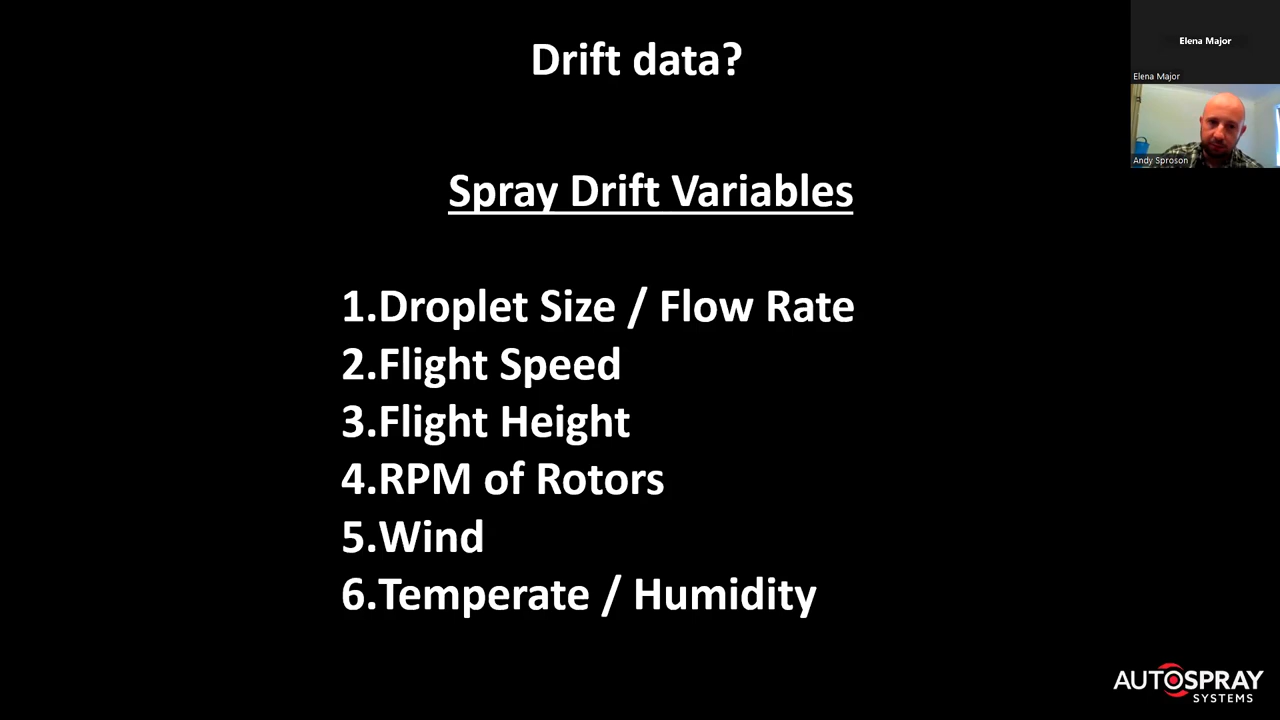 Drift data?
Spray Drift Variables
1.Droplet Size / Flow Rate
2.Flight Speed
3.Flight Height
4.RPM of Rotors
5.Wind
6.Temperate / Humidity
Elena Major
Elena Major
Andy Sproson
AUTOSPRAY
SYSTEMS